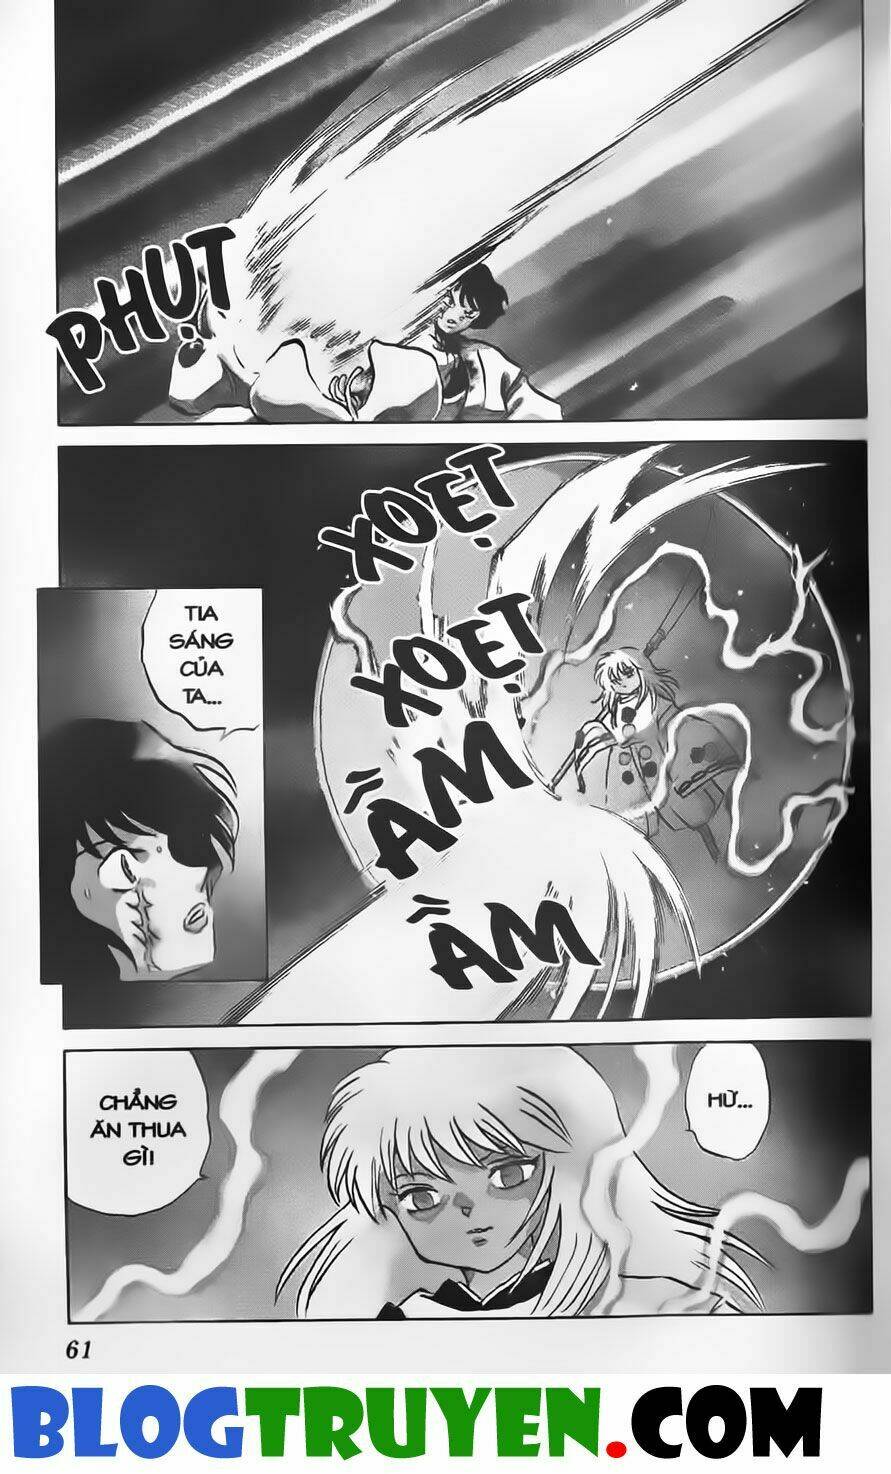 PHỤT
XOẸT
XOẸT
ẦM
ẦM
TIA
SÁNG
CỦA
TA...
HỪ...
CHẲNG
ĂN THUA
GÌ!
61
BLOGTRUYEN.COM